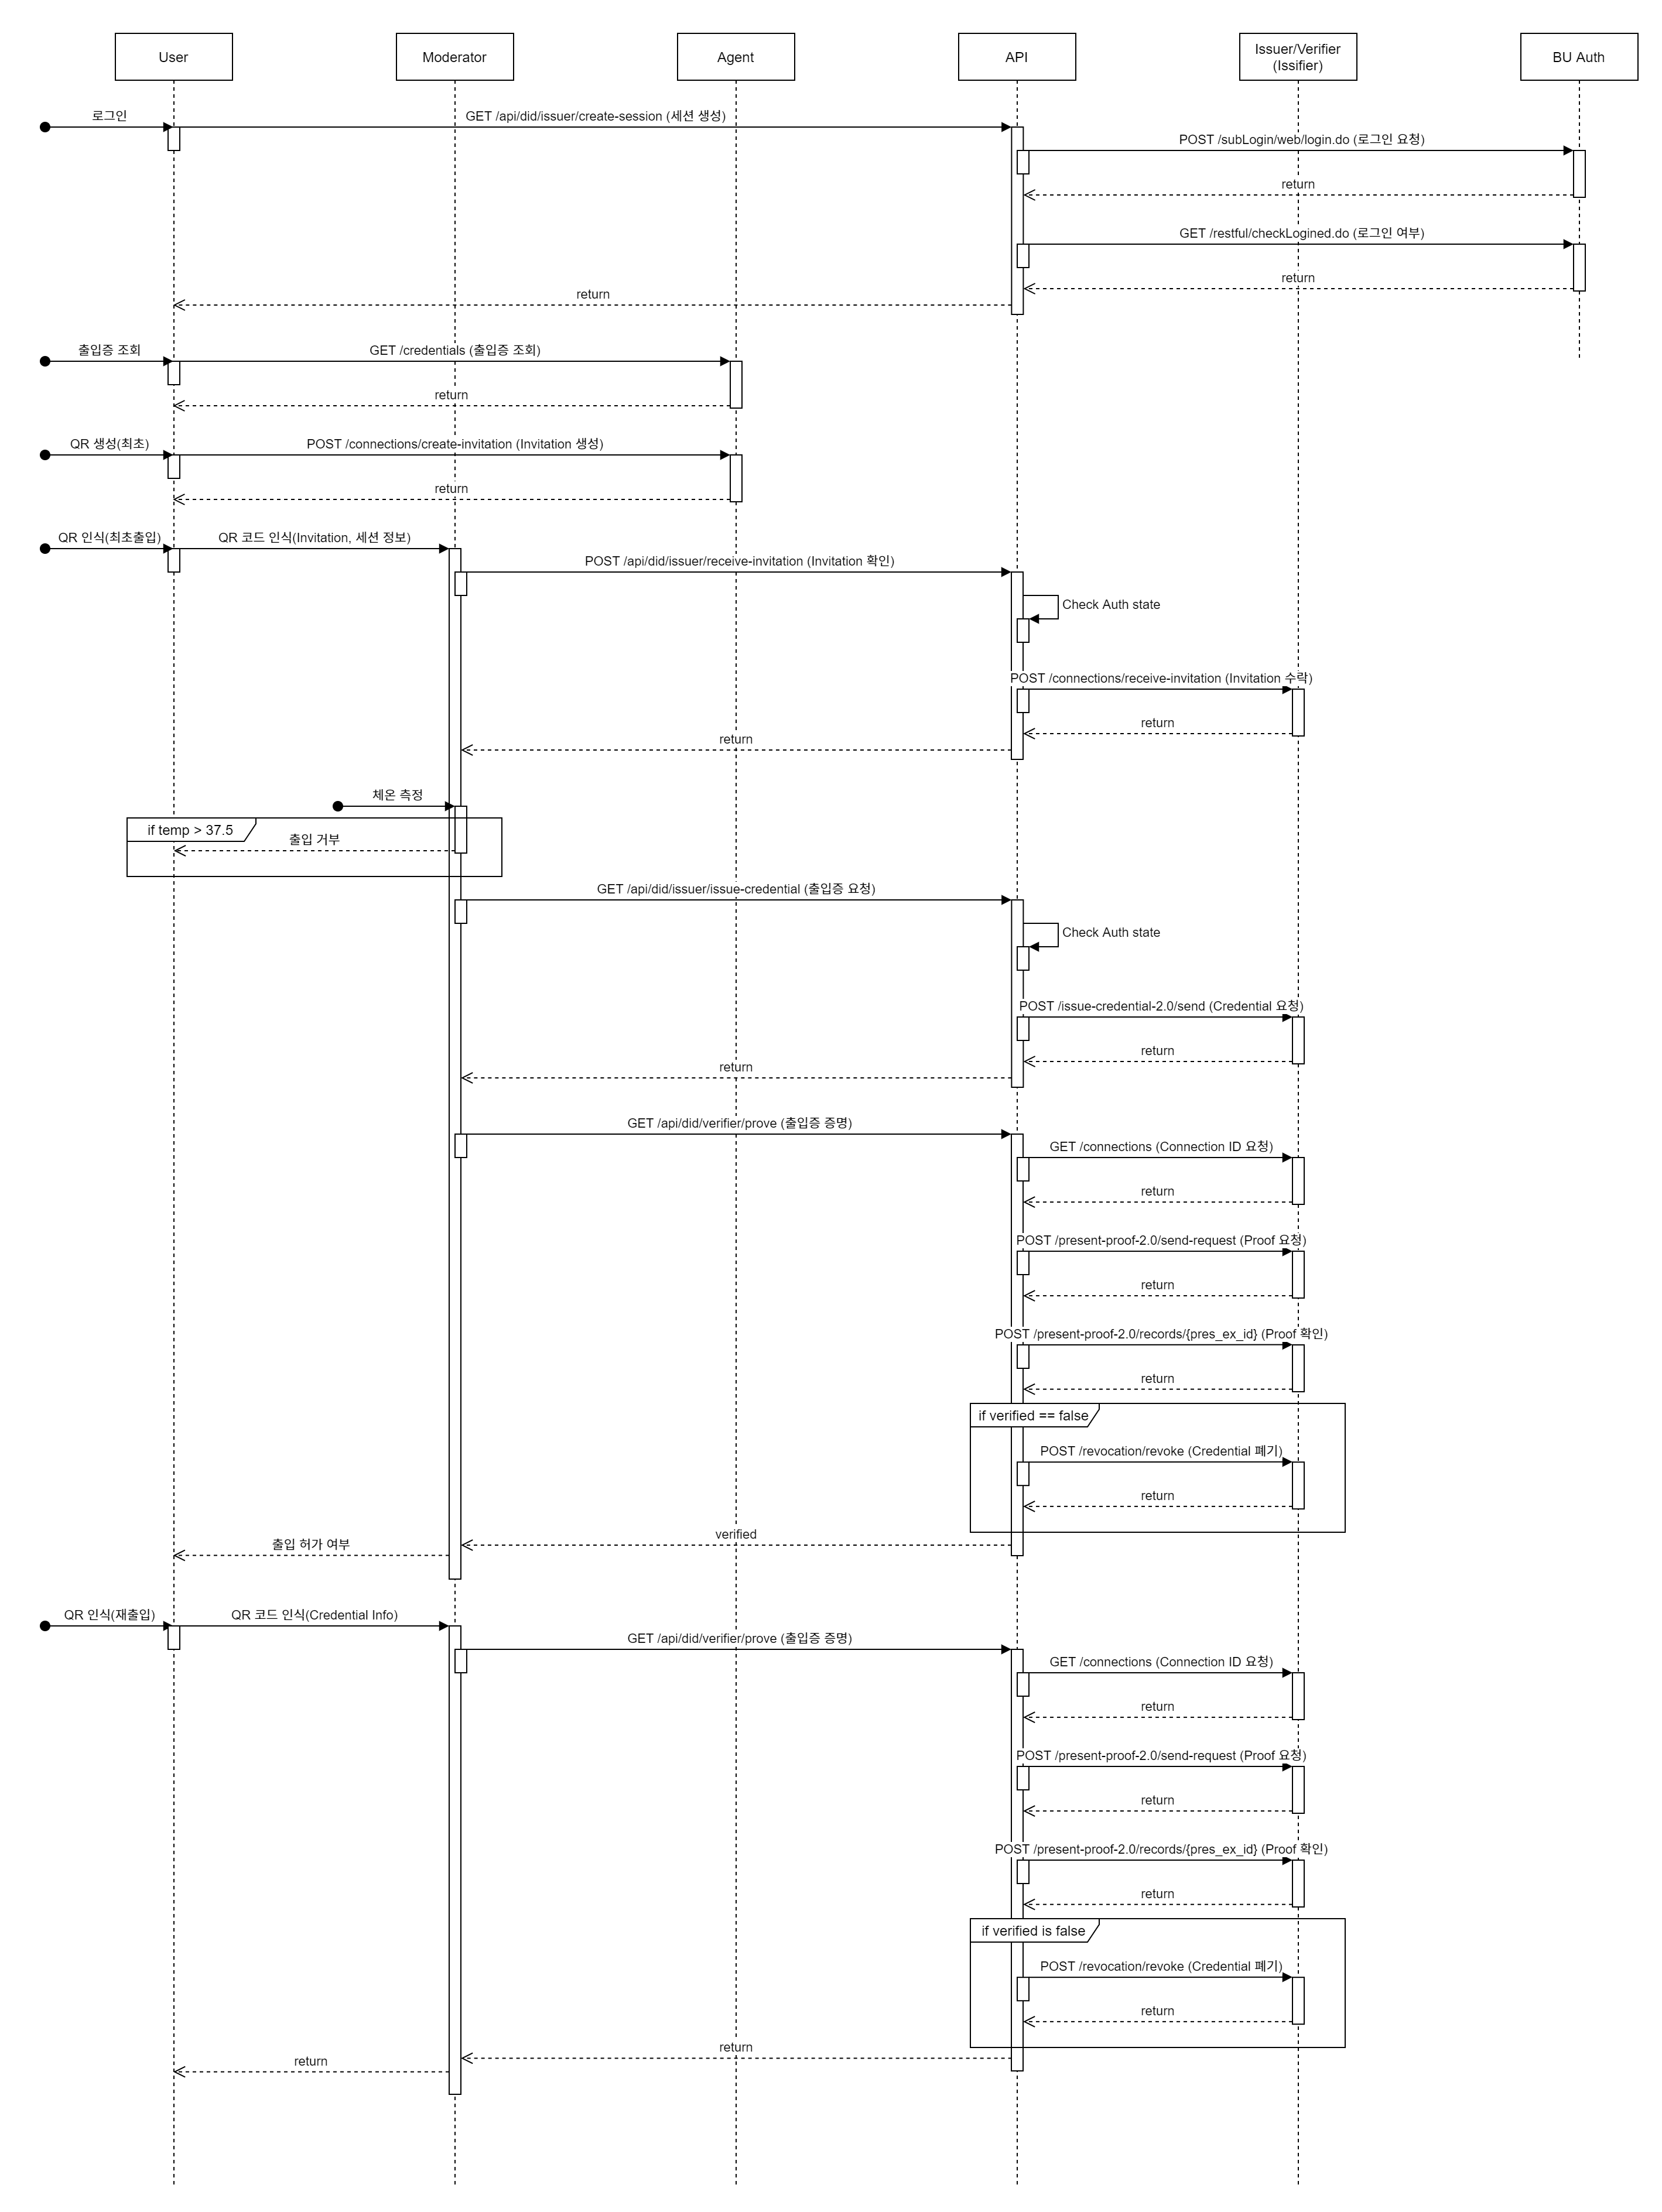 User
Moderator
Agent
API
Issuer/Verifier
(Issifier)
BU Auth
로그인
GET /api/did/issuer/create-session (세션 생성)
POST /subLogin/web/login.do (로그인 요청)
return
GET /restful/checkLogined.do (로그인 여부)
return
return
출입증 조회
GET /credentials (출입증 조회)
return
QR 생성(최초)
POST /connections/create-invitation (Invitation 생성)
return
QR 인식(최초출입)
QR 코드 인식(Invitation, 세션 정보)
POST /api/did/issuer/receive-invitation (Invitation 확인)
Check Auth state
POST /connections/receive-invitation (Invitation 수락)
return
return
체온 측정
if temp > 37.5
출입 거부
GET /api/did/issuer/issue-credential (출입증 요청)
Check Auth state
POST /issue-credential-2.0/send (Credential 요청)
return
return
GET /api/did/verifier/prove (출입증 증명)
GET /connections (Connection ID 요청)
return
POST /present-proof-2.0/send-request (Proof 요청)
return
POST /present-proof-2.0/records/{pres_ex_id} (Proof 확인)
return
if verified == false
POST /revocation/revoke (Credential 폐기)
return
verified
출입 허가 여부
QR 인식(재출입)
QR 코드 인식(Credential Info)
GET /api/did/verifier/prove (출입증 증명)
GET /connections (Connection ID 요청)
return
POST /present-proof-2.0/send-request (Proof 요청)
return
POST /present-proof-2.0/records/{pres_ex_id} (Proof 확인)
return
if verified is false
POST /revocation/revoke (Credential 폐기)
return
return
return